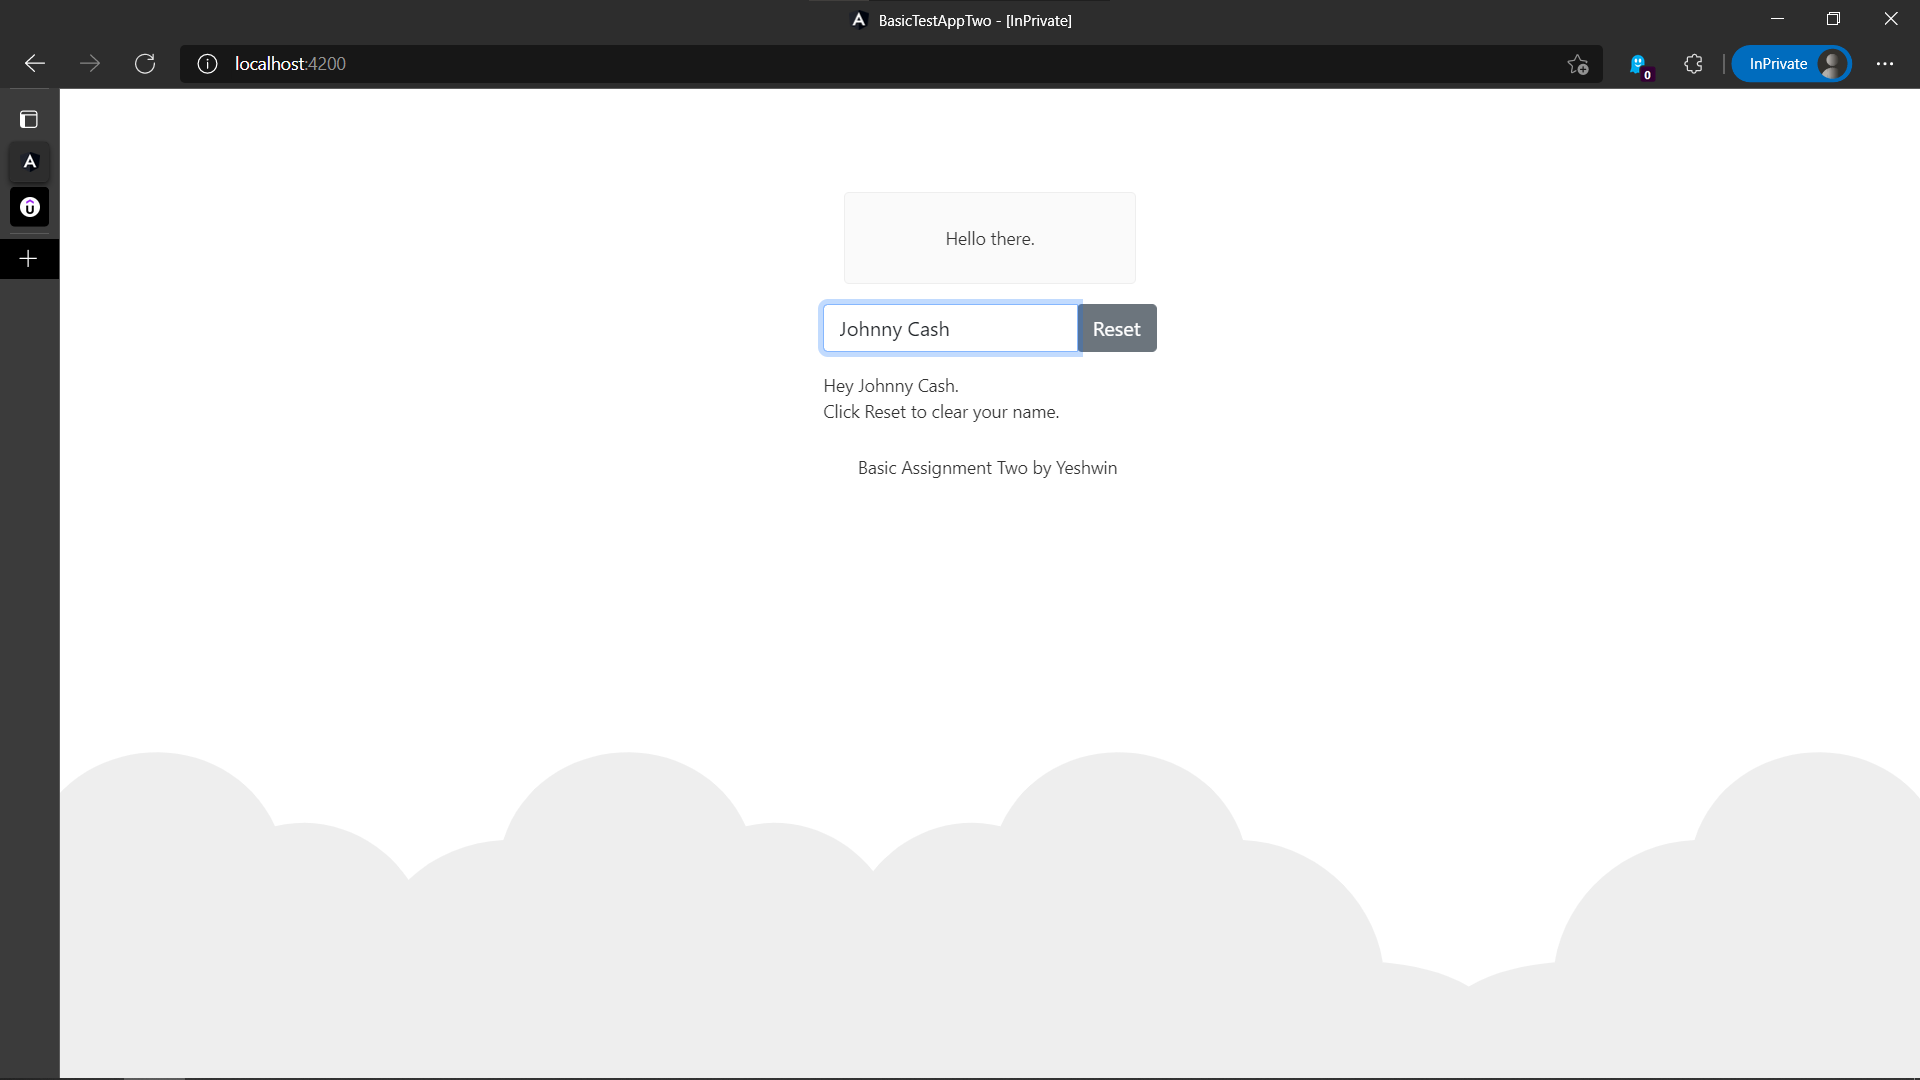 BasicTestAppTwo - [InPrivate]
localhost:4200
0
InPrivate
Hello there.
Johnny Cash
Reset
Hey Johnny Cash.
Click Reset to clear your name.
Basic Assignment Two by Yeshwin